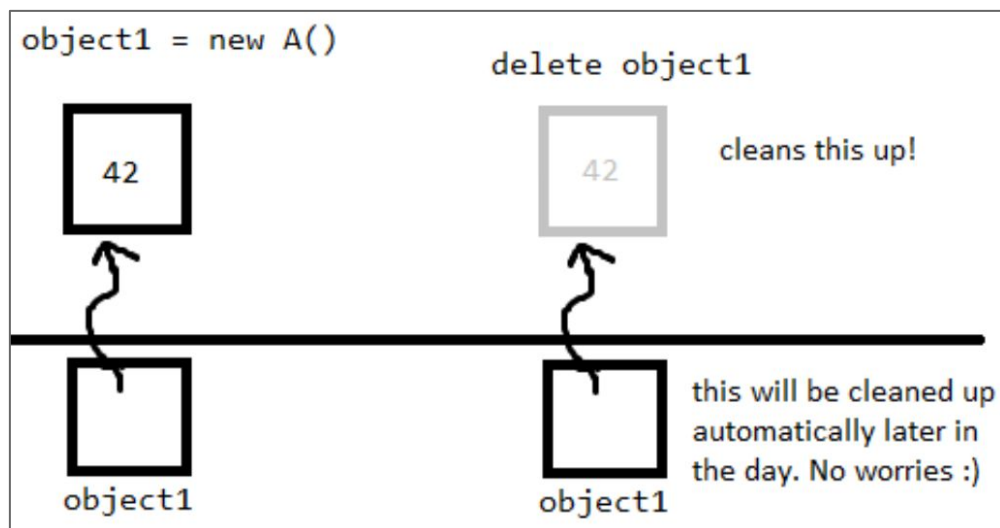 object1 = new A()
delete object1
42
42
cleans this up!
object1
object1
this will be cleaned up
automatically later in
the day. No worries :)